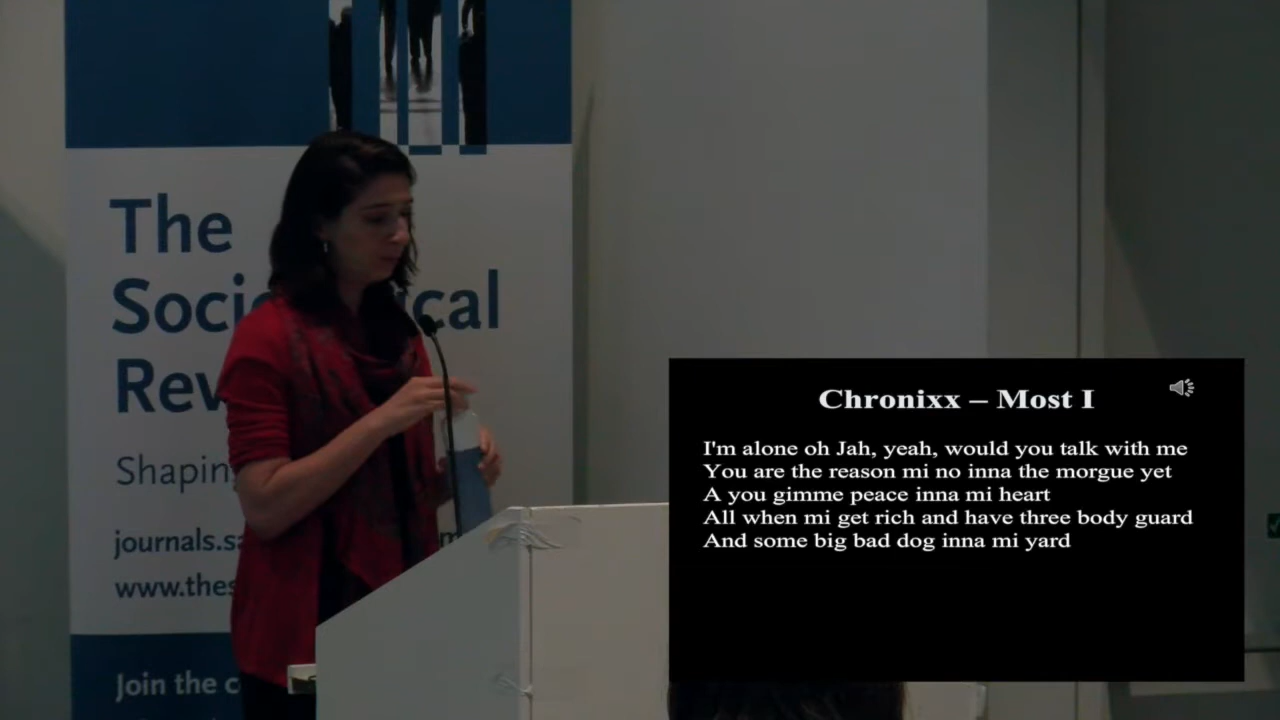 The
Rev
Shaping
journals.sa
www.thes
Join the c
Chronixx – Most I
I'm alone oh Jah, yeah, would you talk with me
You are the reason mi no inna the morgue yet
A you gimme peace inna mi heart
All when mi get rich and have three body guard
And some big bad dog inna mi yard